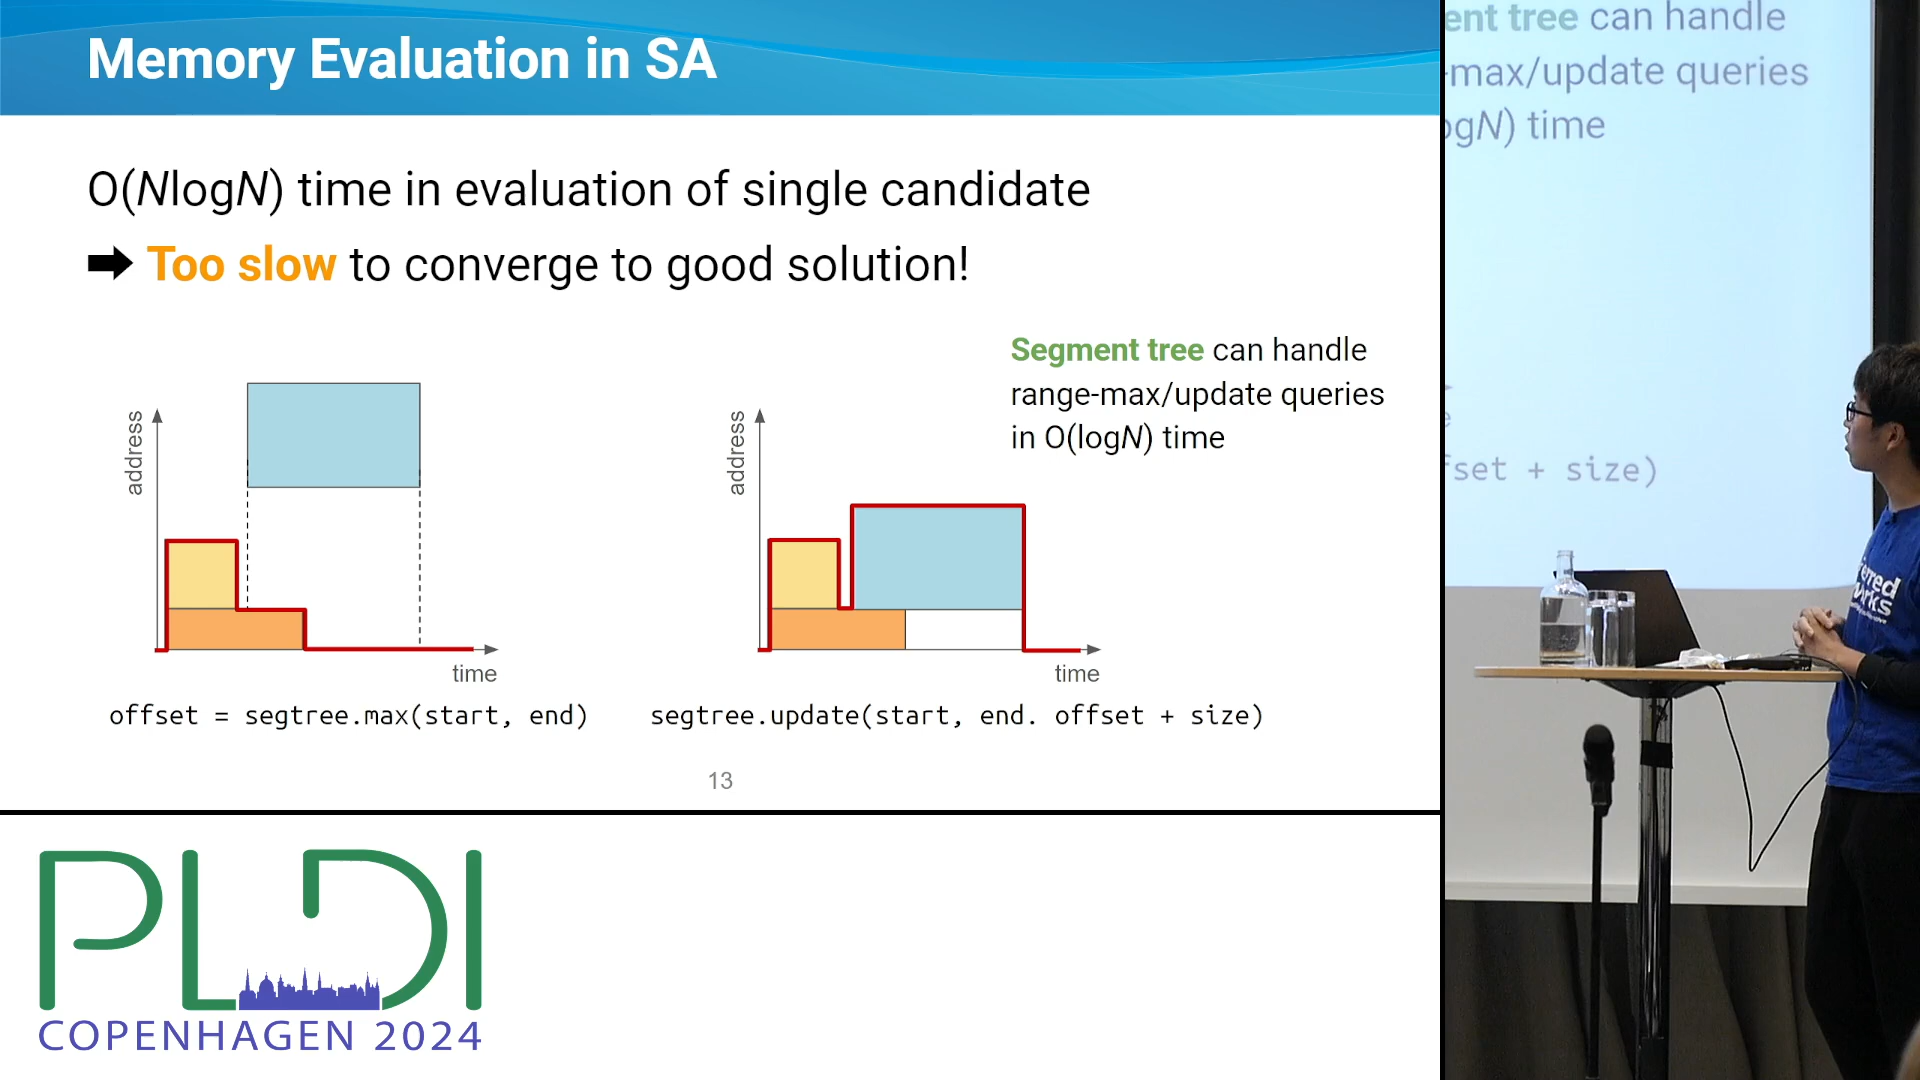 Memory Evaluation in SA
O(NlogN) time in evaluation of single candidate
➡ Too slow to converge to good solution!
Segment tree can handle
range-max/update queries
in O(logN) time
address
time
offset = segtree.max(start, end)
address
time
segtree.update(start, end. offset + size)
13
PLDI
COPENHAGEN 2024
ent tree can handle
-max/update queries
ogN) time
fset + size)
erred